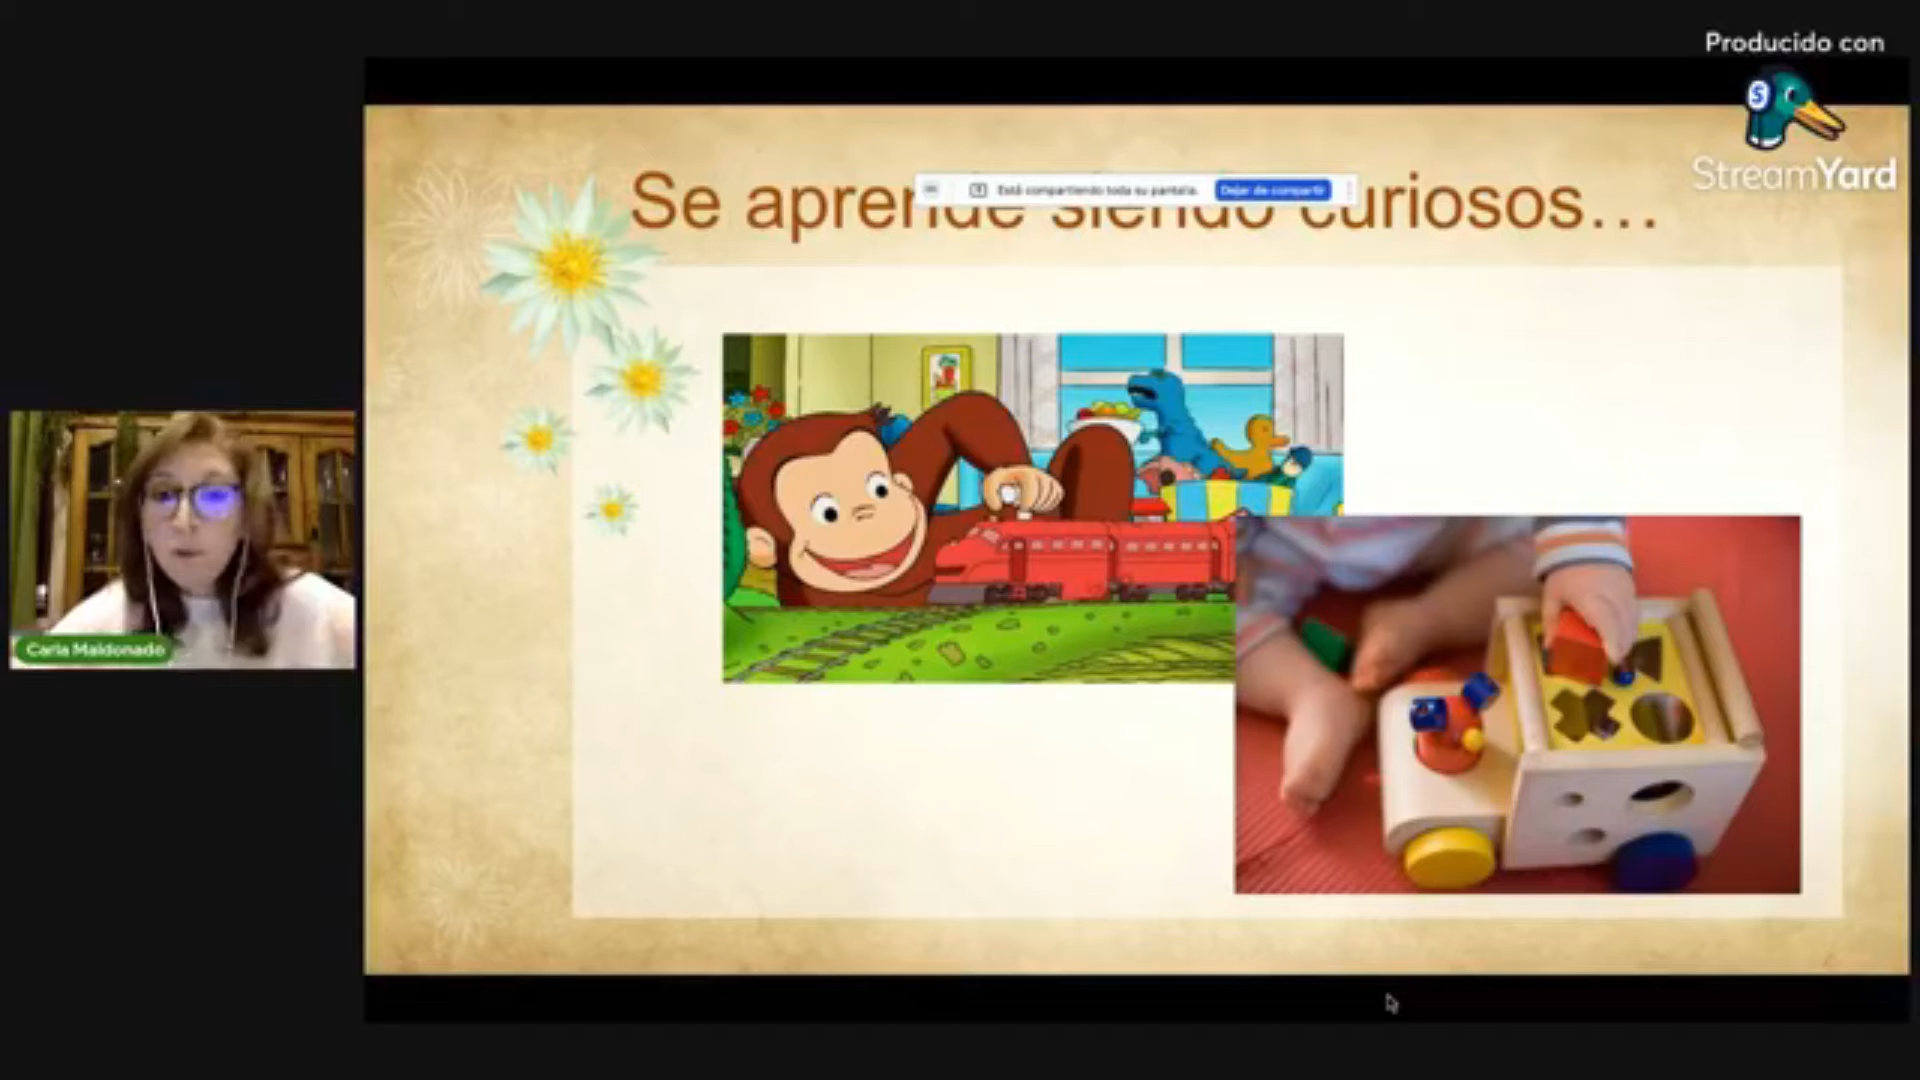 Producido con
StreamYard
Está compartiendo toda su pantalla.
Dejar de compartir
Se aprende siendo curiosos...
Carla Maldonado